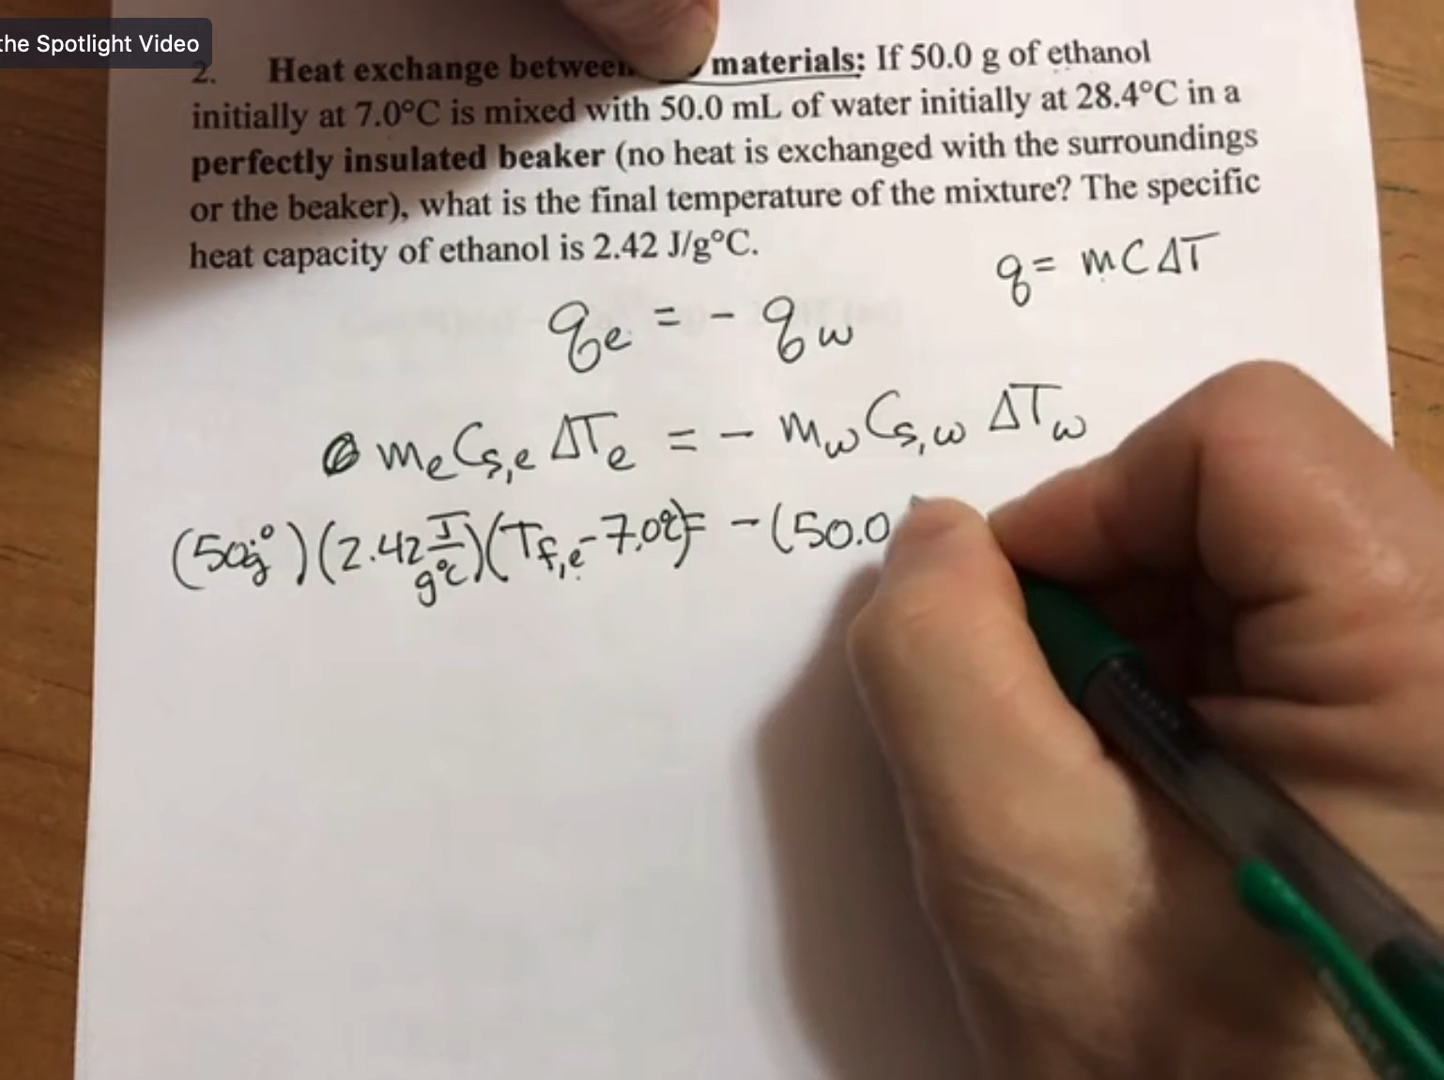 the Spotlight Video
2. Heat exchange between materials: If 50.0 g of ethanol
initially at 7.0°C is mixed with 50.0 mL of water initially at 28.4°C in a
perfectly insulated beaker (no heat is exchanged with the surroundings
or the beaker), what is the final temperature of the mixture? The specific
heat capacity of ethanol is 2.42 J/g°C.
q = mCΔT
qe = - qw
meCs,e ΔTe = - mw Cs,w ΔTw
(50.0g)(2.42 J/g°C)(Tf,e - 7.0°C) = - (50.0